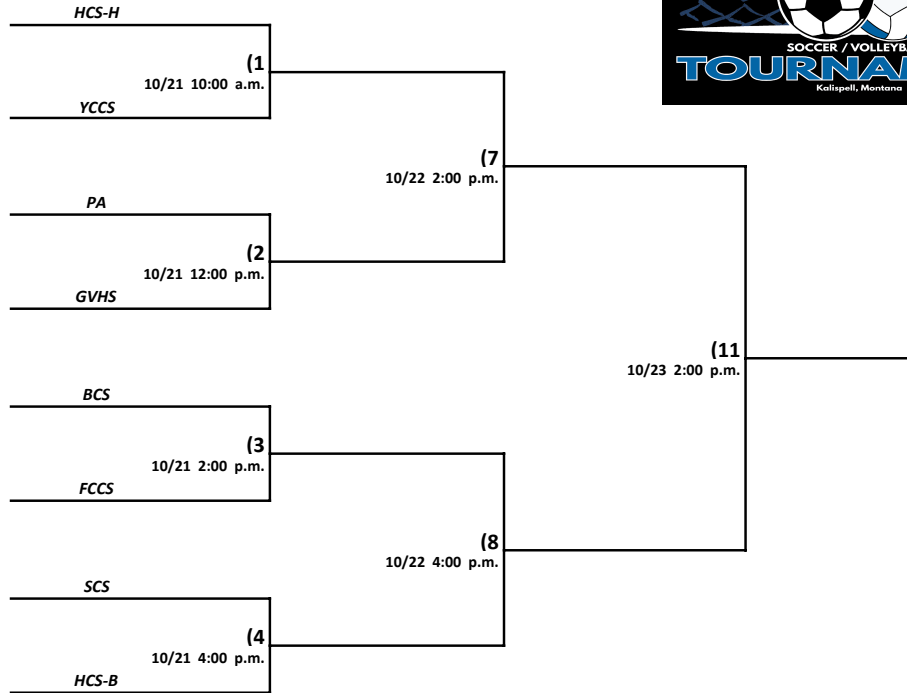 HCS-H
(1
10/21 10:00 a.m.
YCCS
SOCCER / VOLLEYB
TOURNAM
Kalispell, Montana
(7
10/22 2:00 p.m.
PA
(2
10/21 12:00 p.m.
GVHS
(11
10/23 2:00 p.m.
BCS
(3
10/21 2:00 p.m.
FCCS
(8
10/22 4:00 p.m.
SCS
(4
10/21 4:00 p.m.
HCS-B